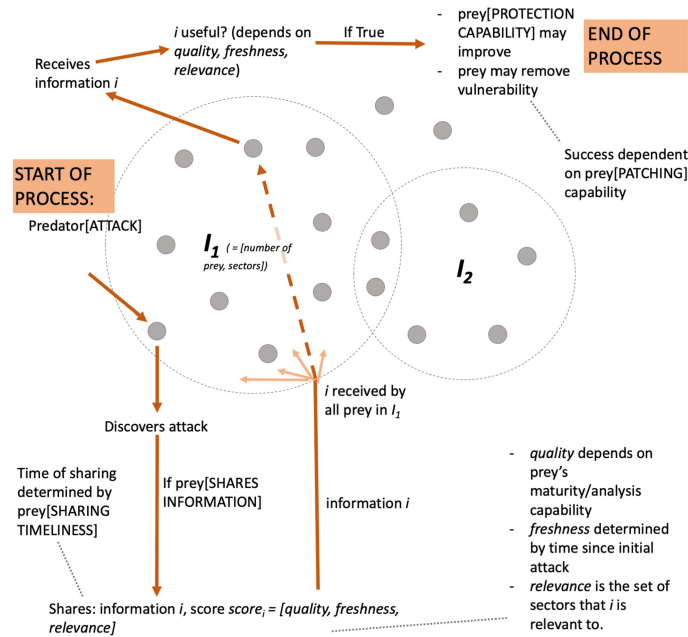 i useful? (depends on
quality, freshness,
relevance)
If True
- prey[PROTECTION
CAPABILITY] may
improve
- prey may remove
vulnerability
END OF
PROCESS
Receives
information i
Success dependent
on prey[PATCHING]
capability
START OF
PROCESS:
Predator[ATTACK]
I1 ( = [number of
prey, sectors])
I2
i received by
all prey in I1
Discovers attack
Time of sharing
determined by
prey[SHARING
TIMELINESS]
If prey[SHARES
INFORMATION]
information i
- quality depends on
prey’s
maturity/analysis
capability
- freshness determined
by time since initial
attack
- relevance is the set of
sectors that i is
relevant to.
Shares: information i, score scorei = [quality, freshness,
relevance]